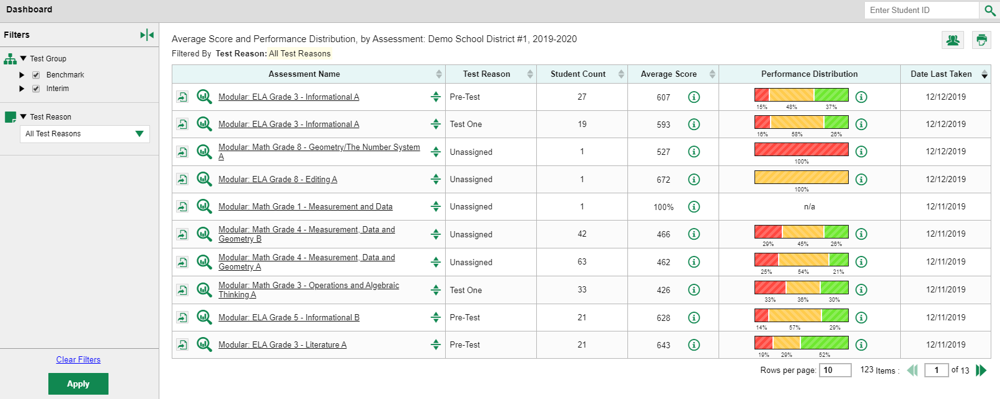 Dashboard
Enter Student ID
Filters
Test Group
Benchmark
Interim
Test Reason
All Test Reasons
Clear Filters
Apply
Average Score and Performance Distribution, by Assessment: Demo School District #1, 2019-2020
Filtered By Test Reason: All Test Reasons
Assessment Name Test Reason Student Count Average Score Performance Distribution Date Last Taken
Modular: ELA Grade 3 - Informational A Pre-Test 27 607 12/12/2019
15% 48% 37%
Modular: ELA Grade 3 - Informational A Test One 19 593 12/12/2019
16% 58% 26%
Modular: Math Grade 8 - Geometry/The Number System
A Unassigned 1 527 12/12/2019
100%
Modular: ELA Grade 8 - Editing A Unassigned 1 672 12/12/2019
100%
Modular: Math Grade 1 - Measurement and Data Unassigned 1 100% n/a 12/11/2019
Modular: Math Grade 4 - Measurement, Data and
Geometry B Unassigned 42 466 12/11/2019
29% 45% 26%
Modular: Math Grade 4 - Measurement, Data and
Geometry A Unassigned 63 462 12/11/2019
25% 54% 21%
Modular: Math Grade 3 - Operations and Algebraic
Thinking A Test One 33 426 12/11/2019
33% 36% 30%
Modular: ELA Grade 5 - Informational B Pre-Test 21 628 12/11/2019
14% 57% 29%
Modular: ELA Grade 3 - Literature A Pre-Test 21 643 12/11/2019
19% 29% 52%
Rows per page: 10 123 Items : 1 of 13